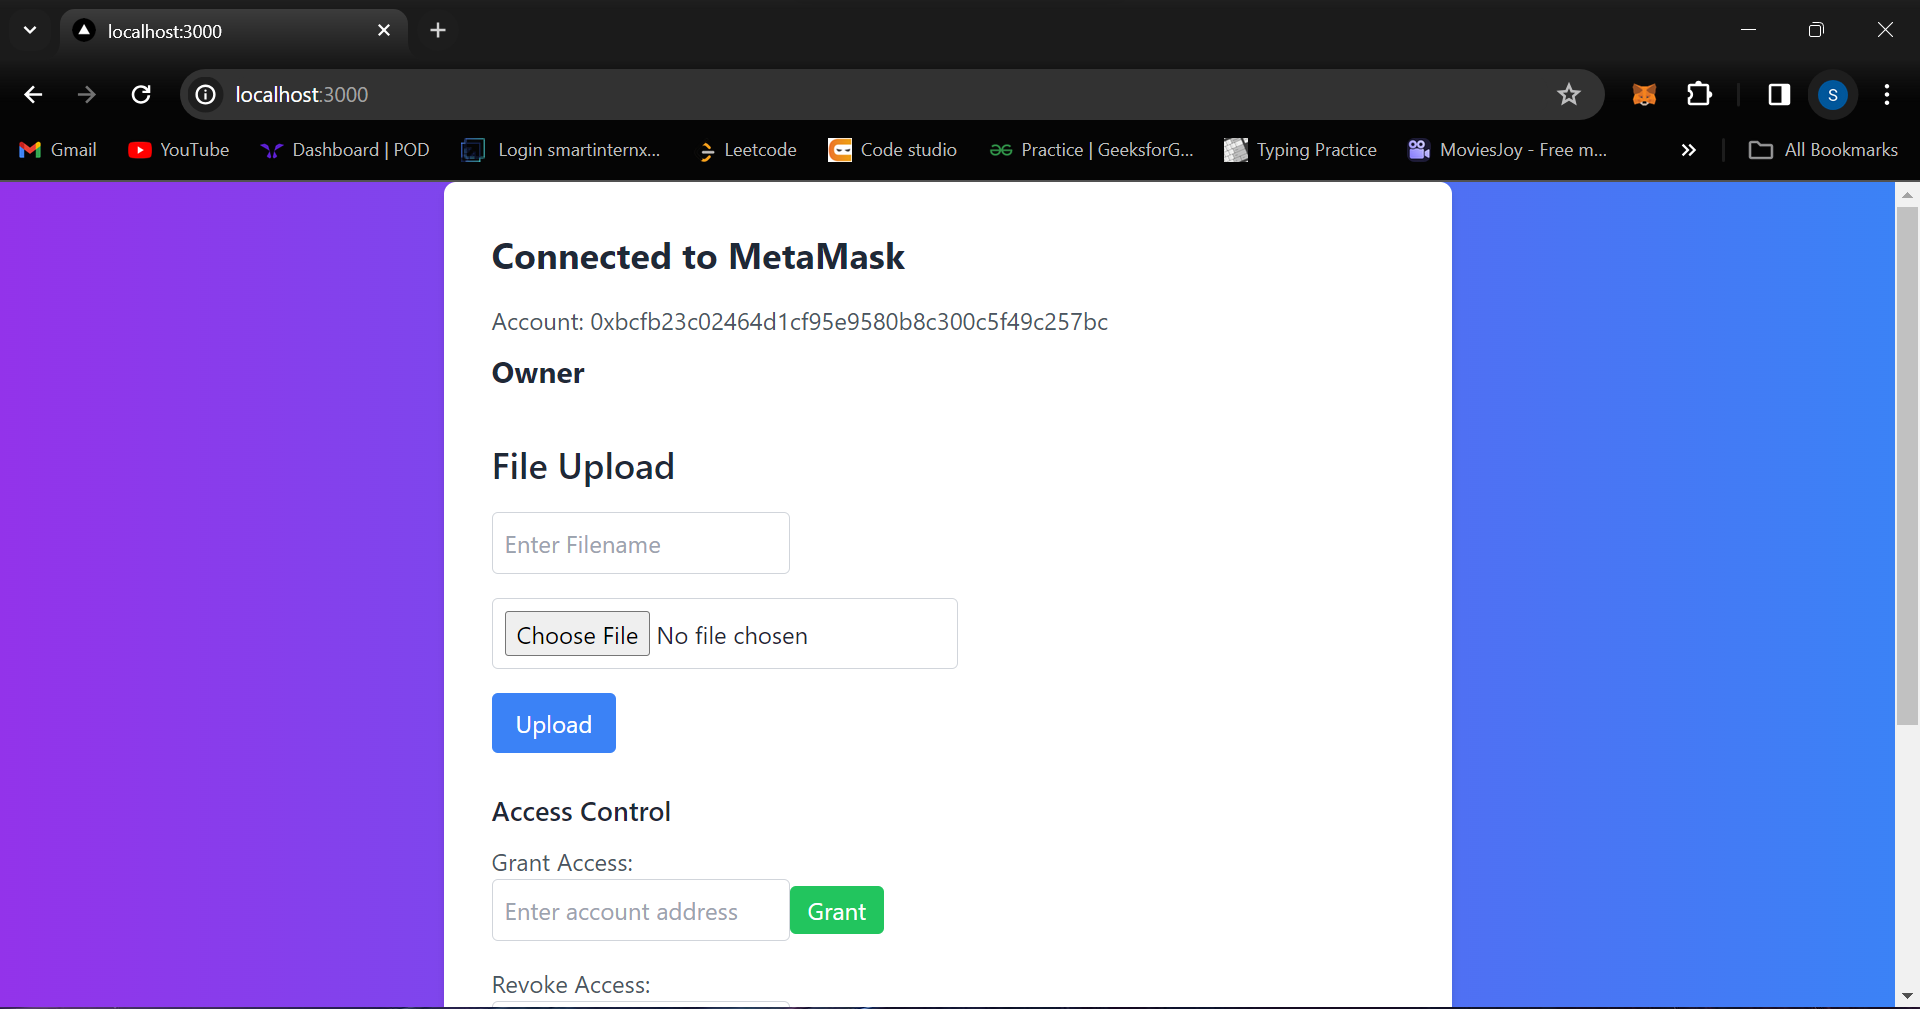 localhost:3000
localhost:3000
S
Gmail YouTube Dashboard | POD Login smartinternx... Leetcode Code studio Practice | GeeksforG... Typing Practice MoviesJoy - Free m... All Bookmarks
Connected to MetaMask
Account: 0xbcfb23c02464d1cf95e9580b8c300c5f49c257bc
Owner
File Upload
Enter Filename
Choose File No file chosen
Upload
Access Control
Grant Access:
Enter account address Grant
Revoke Access: